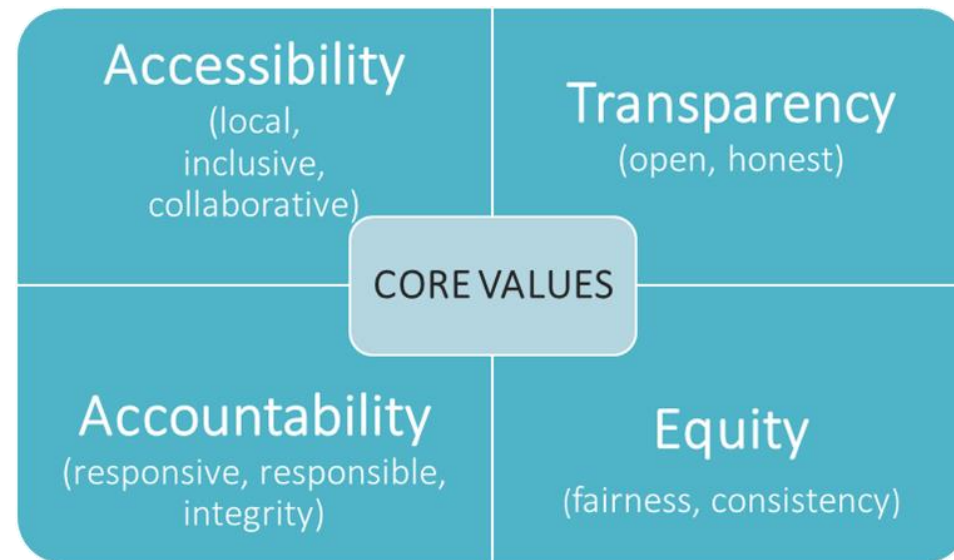 Accessibility
(local,
inclusive,
collaborative)
Transparency
(open, honest)
CORE VALUES
Accountability
(responsive, responsible,
integrity)
Equity
(fairness, consistency)